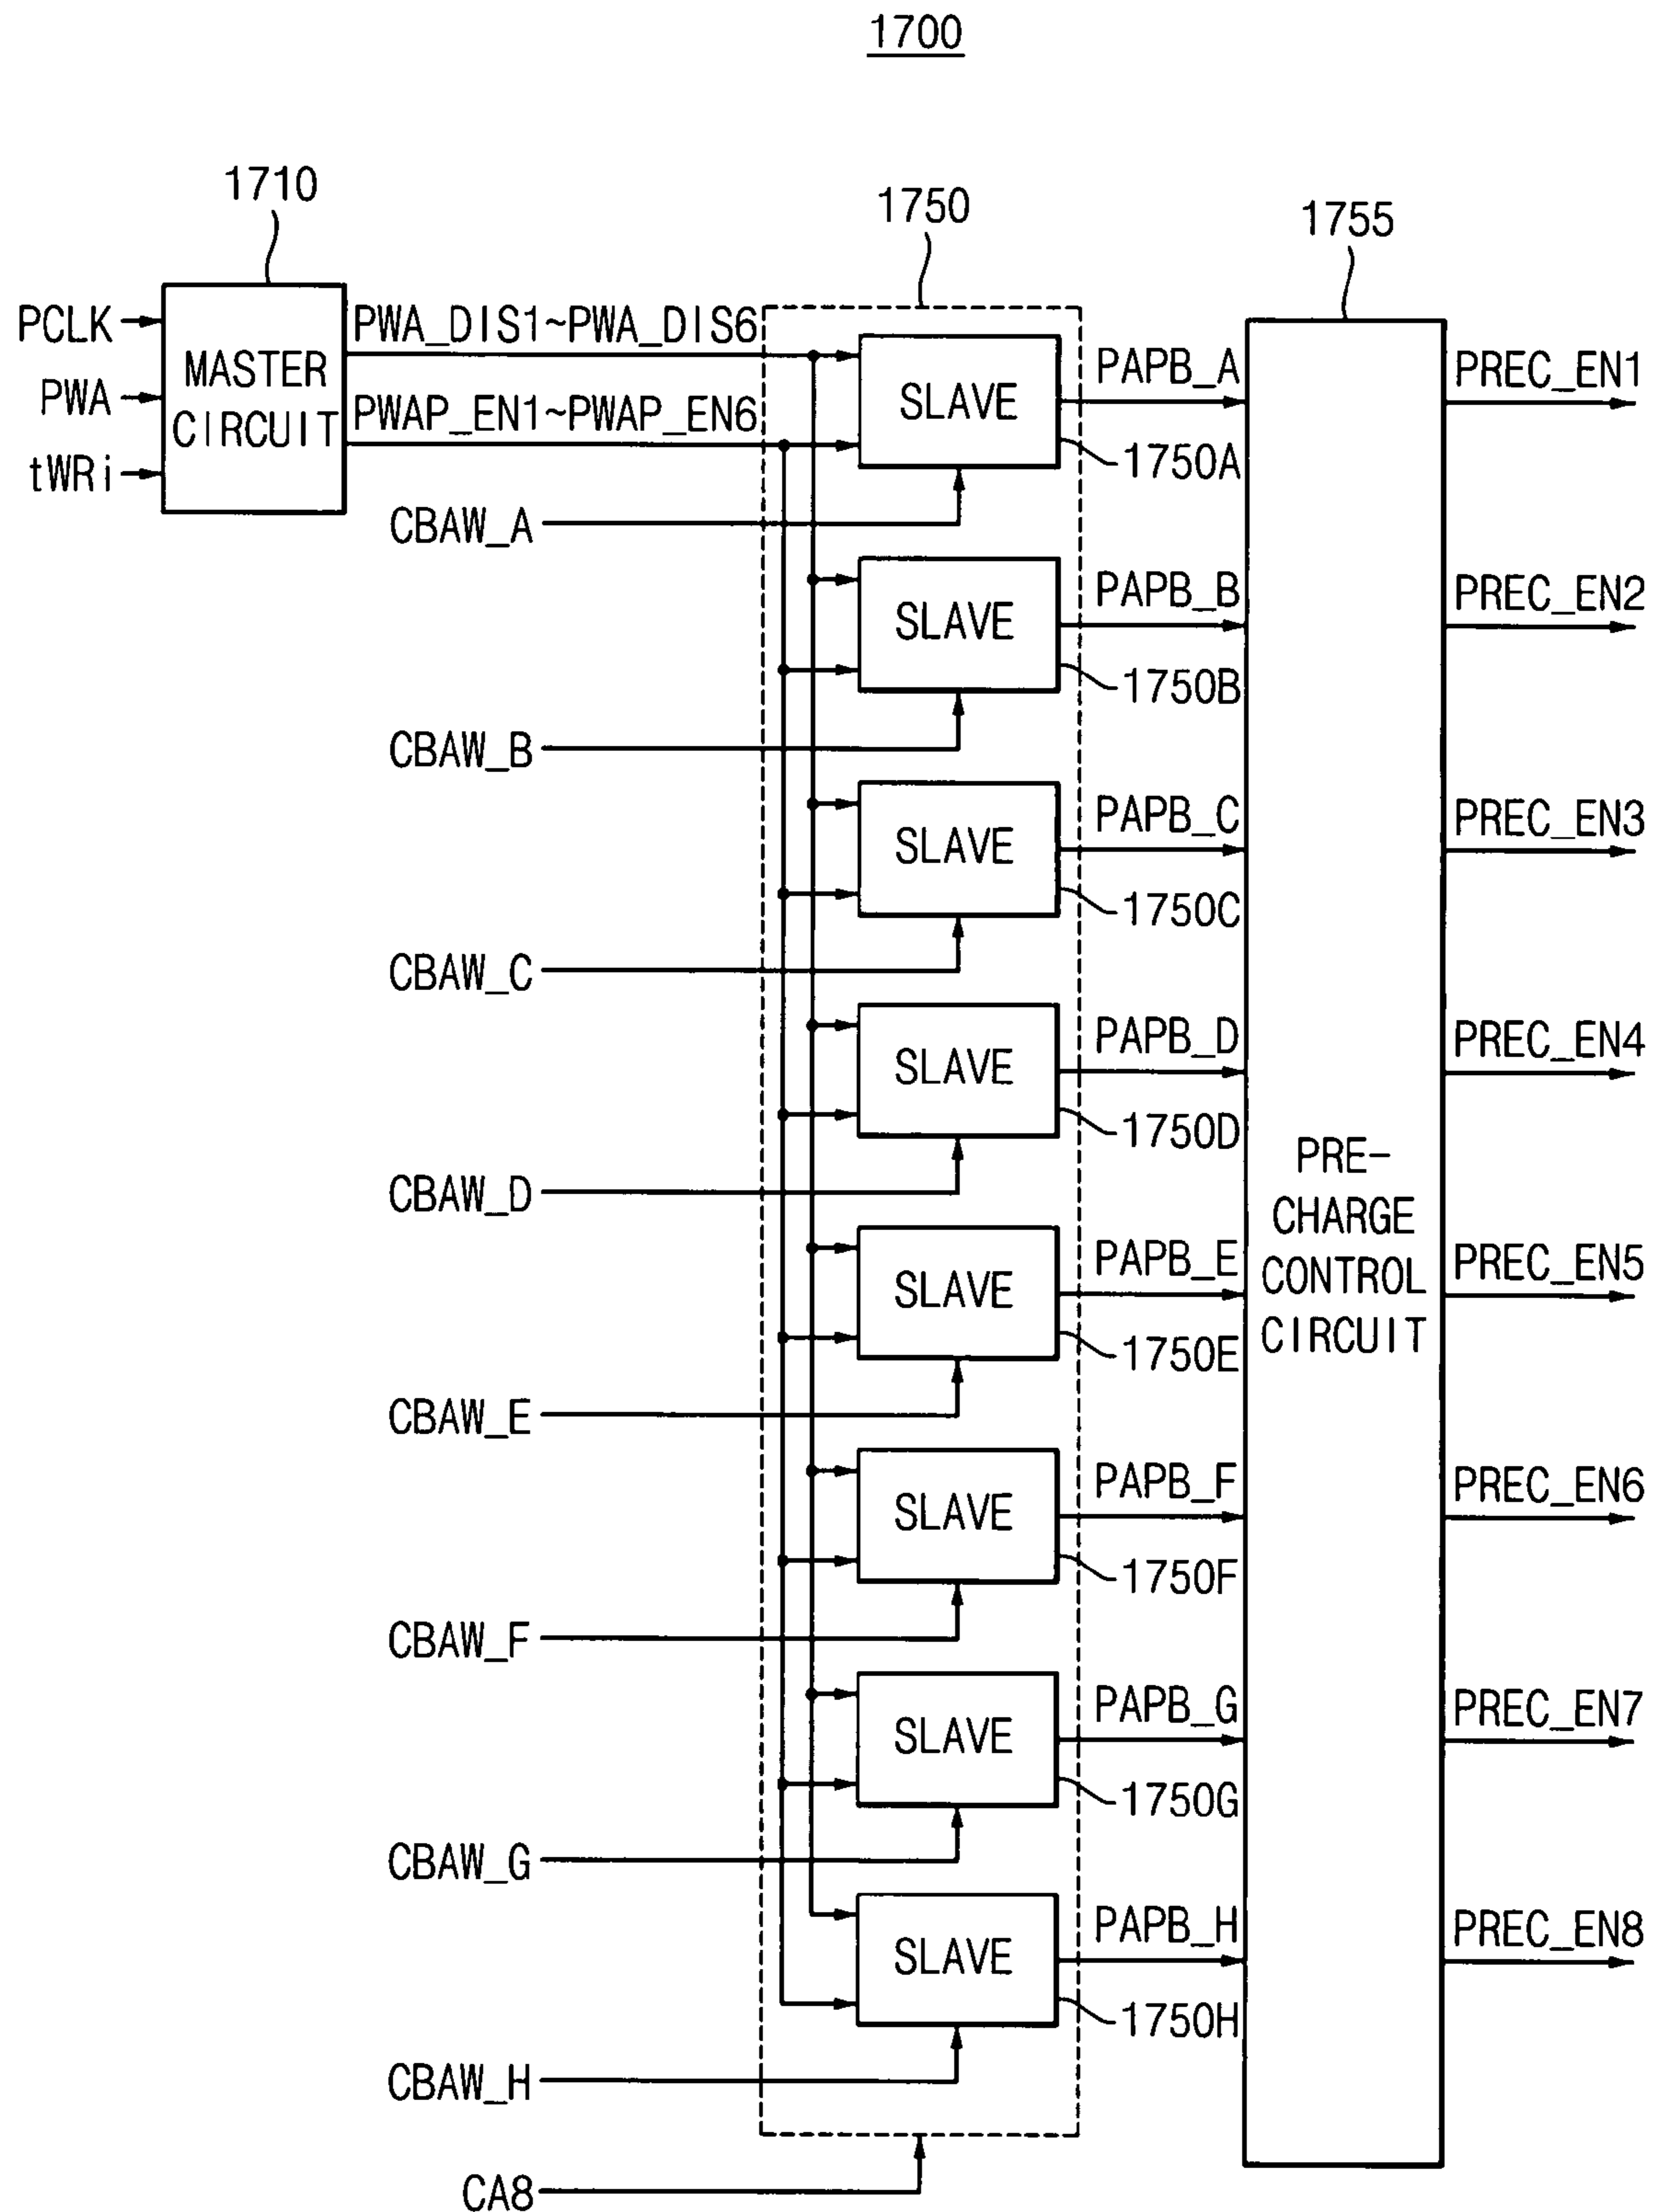 1700
1710
1750
1755
PCLK
PWA
tWRi
MASTER
CIRCUIT
PWA_DIS1~PWA_DIS6
PWAP_EN1~PWAP_EN6
CBAW_A
SLAVE
1750A
PAPB_A
PREC_EN1
CBAW_B
SLAVE
1750B
PAPB_B
PREC_EN2
CBAW_C
SLAVE
1750C
PAPB_C
PREC_EN3
CBAW_D
SLAVE
1750D
PAPB_D
PREC_EN4
PRE-
CHARGE
CONTROL
CIRCUIT
CBAW_E
SLAVE
1750E
PAPB_E
PREC_EN5
CBAW_F
SLAVE
1750F
PAPB_F
PREC_EN6
CBAW_G
SLAVE
1750G
PAPB_G
PREC_EN7
CBAW_H
SLAVE
1750H
PAPB_H
PREC_EN8
CA8